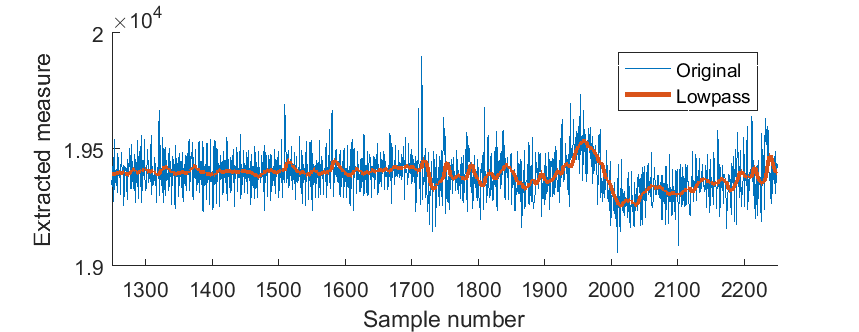 ×10⁴
2
1.95
1.9
Extracted measure
Original
Lowpass
1300 1400 1500 1600 1700 1800 1900 2000 2100 2200
Sample number